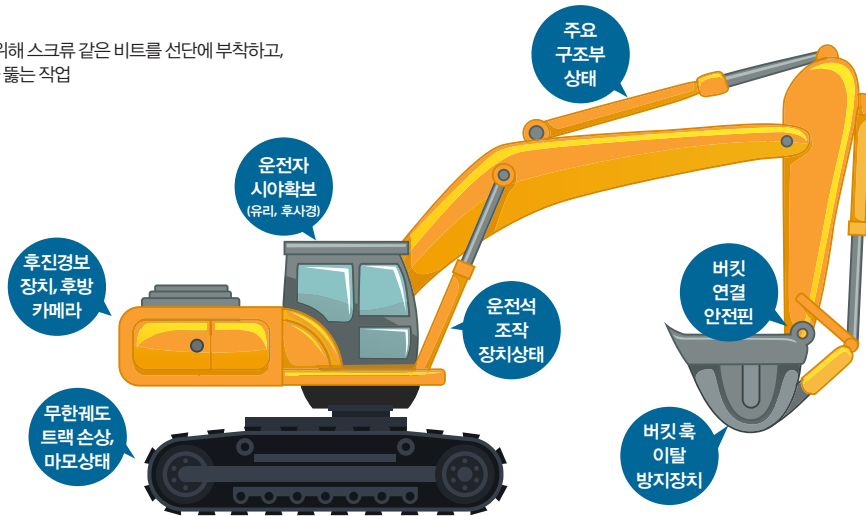 위해 스크류 같은 비트를 선단에 부착하고,
뚫는 작업
주요
구조부
상태
운전자
시야확보
(유리, 후사경)
후진경보
장치, 후방
카메라
버킷
연결
안전핀
운전석
조작
장치상태
무한궤도
트랙 손상,
마모상태
버킷 훅
이탈
방지장치